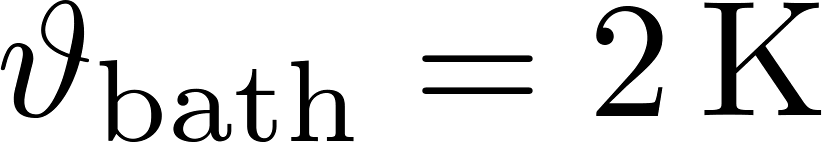 ϑbath = 2 K